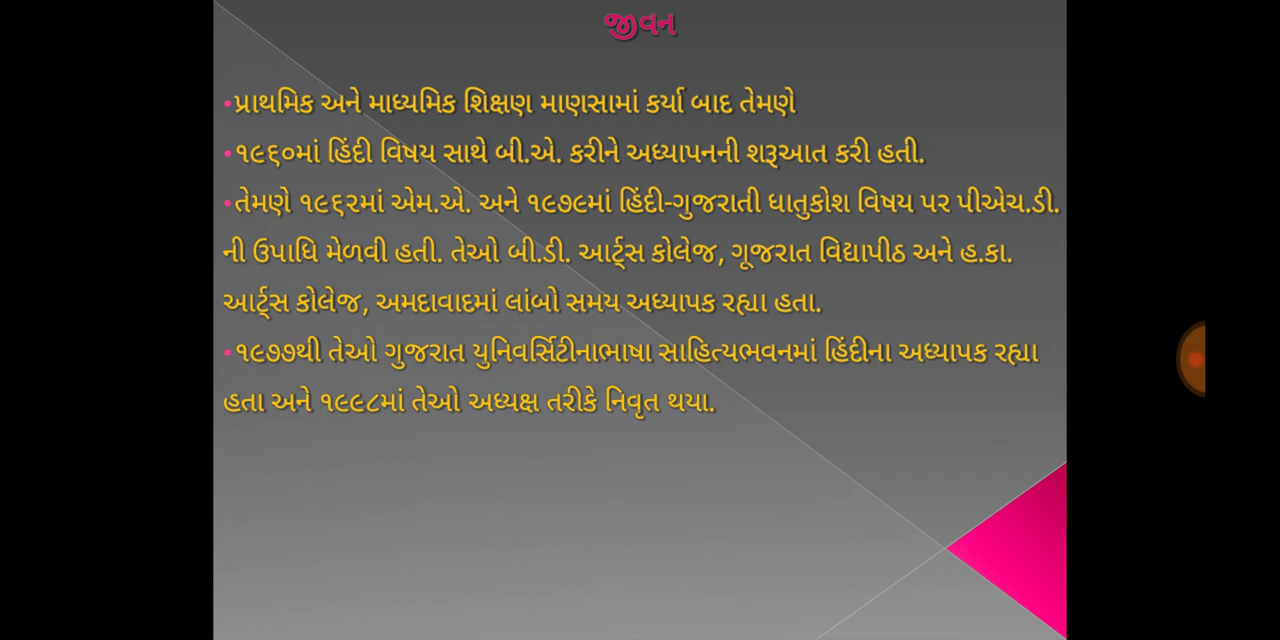 જીવન
•પ્રાથમિક અને માધ્યમિક શિક્ષણ માણસામાં કર્યા બાદ તેમણે
•૧૯૬૦માં હિંદી વિષય સાથે બી.એ. કરીને અધ્યાપનની શરૂઆત કરી હતી.
•તેમણે ૧૯૬૨માં એમ.એ. અને ૧૯૭૯માં હિંદી-ગુજરાતી ધાતુકોશ વિષય પર પીએચ.ડી.
ની ઉપાધિ મેળવી હતી. તેઓ બી.ડી. આર્ટ્સ કોલેજ, ગૂજરાત વિદ્યાપીઠ અને હ.કા.
આર્ટ્સ કોલેજ, અમદાવાદમાં લાંબો સમય અધ્યાપક રહ્યા હતા.
•૧૯૭૭થી તેઓ ગુજરાત યુનિવર્સિટીનાભાષા સાહિત્યભવનમાં હિંદીના અધ્યાપક રહ્યા
હતા અને ૧૯૯૮માં તેઓ અધ્યક્ષ તરીકે નિવૃત થયા.